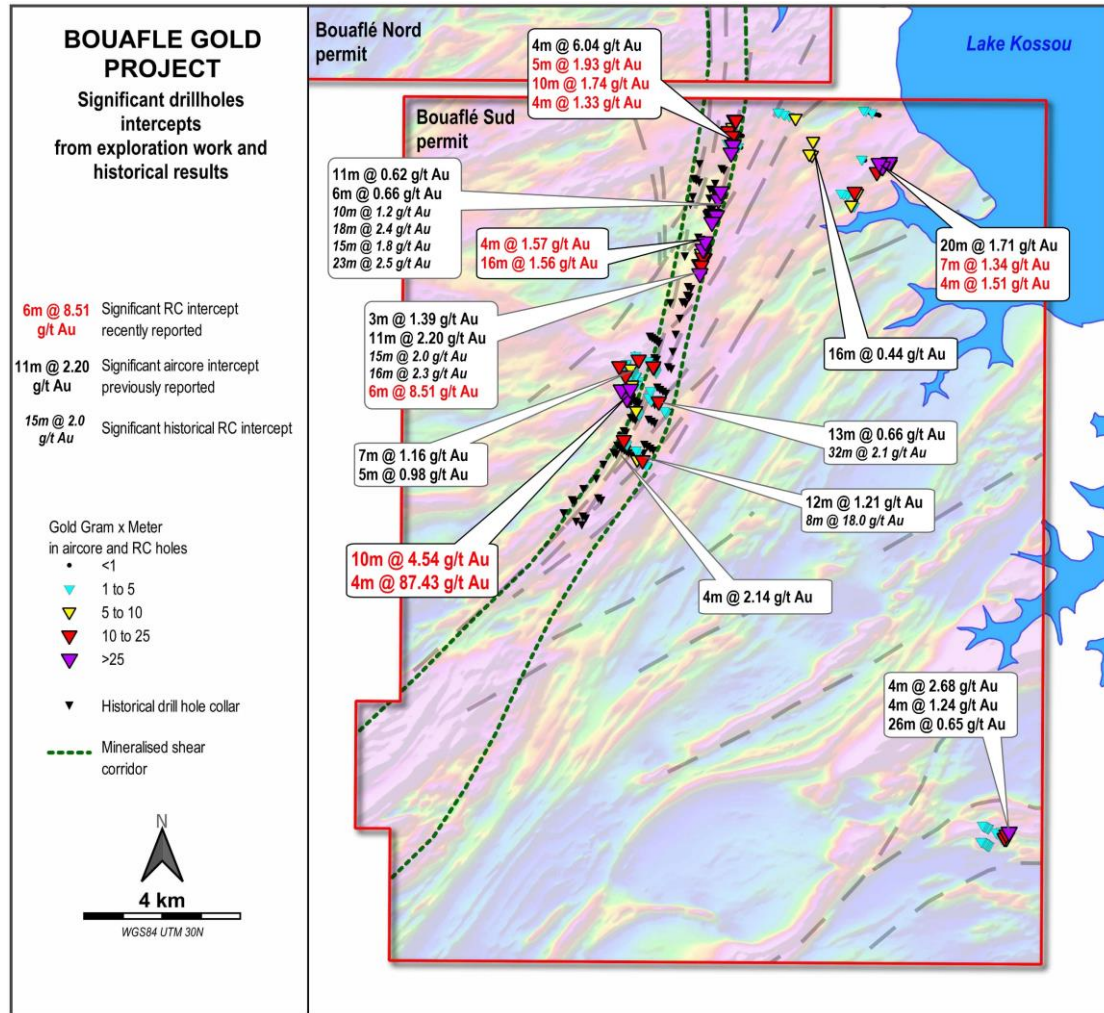 BOUAFLE GOLD
PROJECT
Significant drillholes
intercepts
from exploration work and
historical results
6m @ 8.51
g/t Au
Significant RC intercept
recently reported
11m @ 2.20
g/t Au
Significant aircore intercept
previously reported
15m @ 2.0
g/t Au
Significant historical RC intercept
Gold Gram x Meter
in aircore and RC holes
<1
1 to 5
5 to 10
10 to 25
>25
Historical drill hole collar
Mineralised shear
corridor
N
4 km
WGS84 UTM 30N
Bouaflé Nord
permit
Lake Kossou
4m @ 6.04 g/t Au
5m @ 1.93 g/t Au
10m @ 1.74 g/t Au
4m @ 1.33 g/t Au
Bouaflé Sud
permit
11m @ 0.62 g/t Au
6m @ 0.66 g/t Au
10m @ 1.2 g/t Au
18m @ 2.4 g/t Au
15m @ 1.8 g/t Au
23m @ 2.5 g/t Au
4m @ 1.57 g/t Au
16m @ 1.56 g/t Au
20m @ 1.71 g/t Au
7m @ 1.34 g/t Au
4m @ 1.51 g/t Au
3m @ 1.39 g/t Au
11m @ 2.20 g/t Au
15m @ 2.0 g/t Au
16m @ 2.3 g/t Au
6m @ 8.51 g/t Au
16m @ 0.44 g/t Au
7m @ 1.16 g/t Au
5m @ 0.98 g/t Au
13m @ 0.66 g/t Au
32m @ 2.1 g/t Au
12m @ 1.21 g/t Au
8m @ 18.0 g/t Au
10m @ 4.54 g/t Au
4m @ 87.43 g/t Au
4m @ 2.14 g/t Au
4m @ 2.68 g/t Au
4m @ 1.24 g/t Au
26m @ 0.65 g/t Au